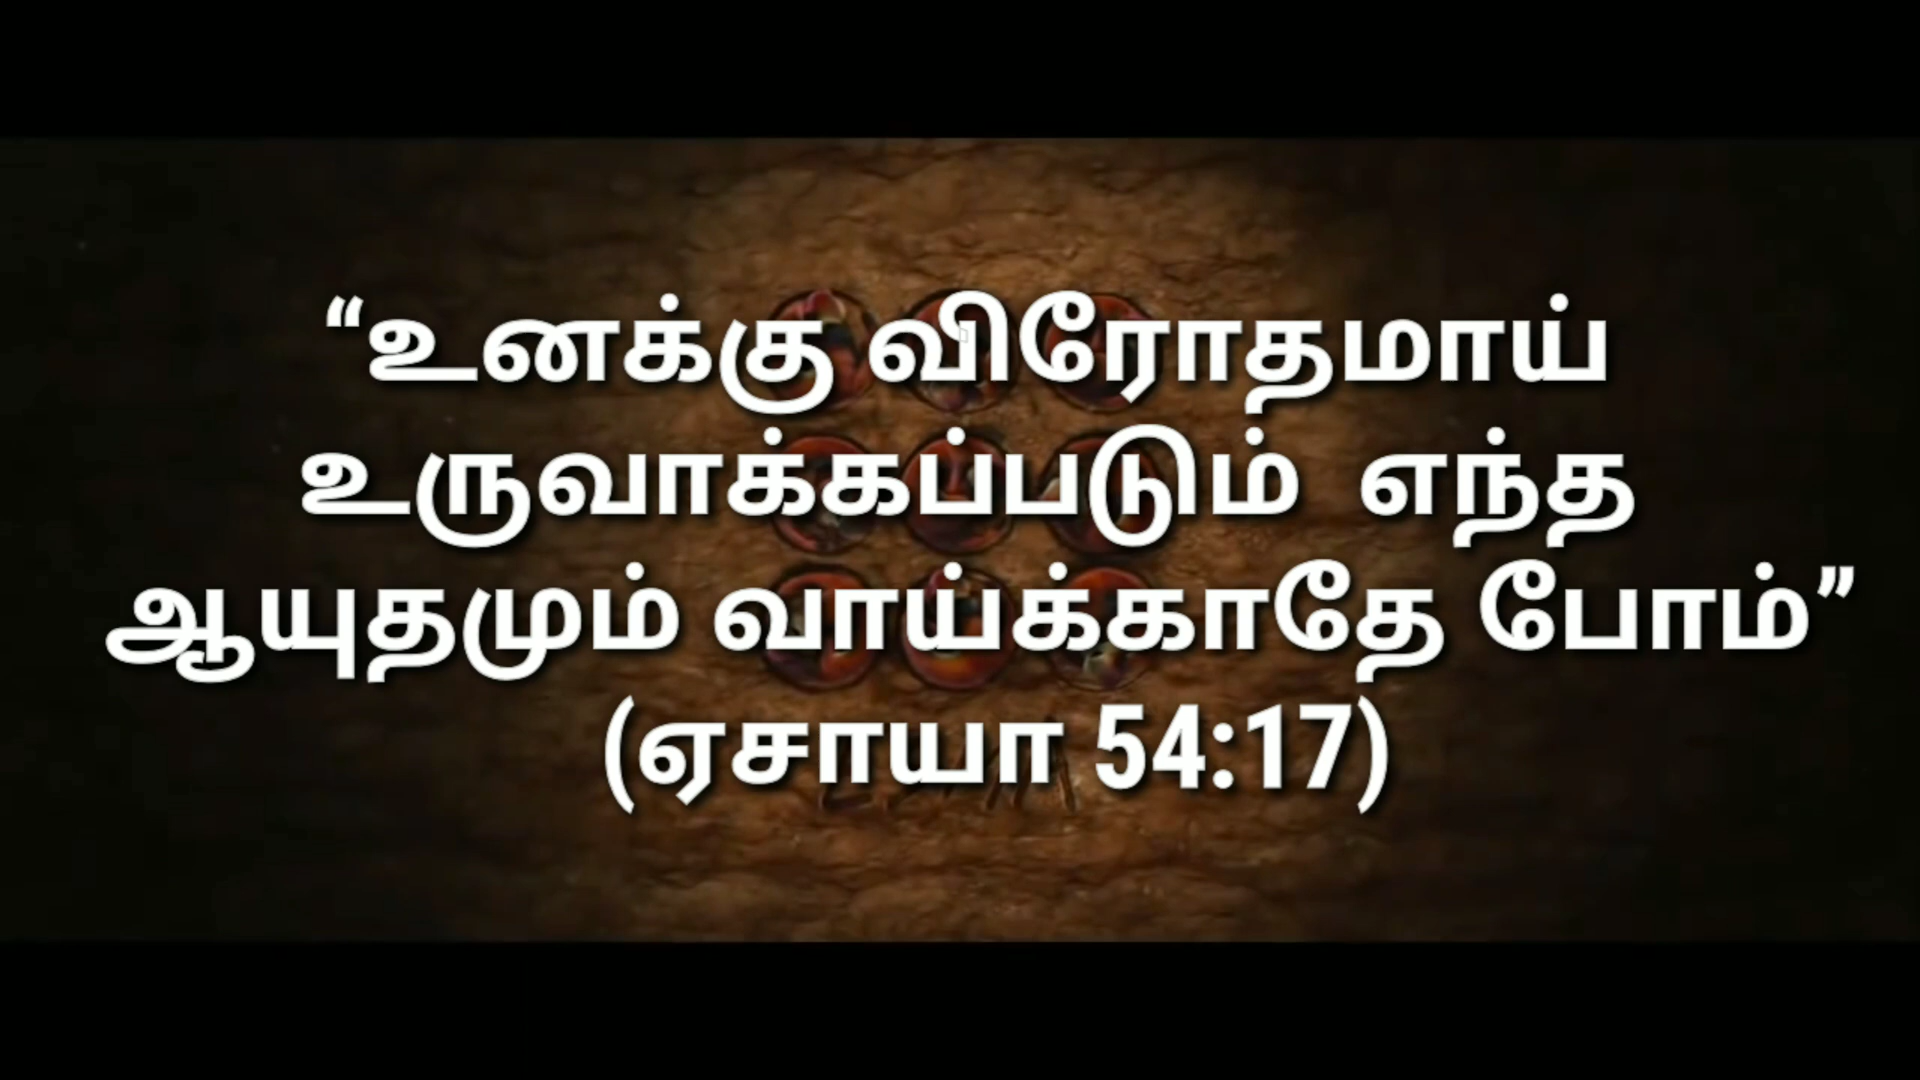 “உனக்கு விரோதமாய்
உருவாக்கப்படும் எந்த
ஆயுதமும் வாய்க்காதே போம்”
(ஏசாயா 54:17)